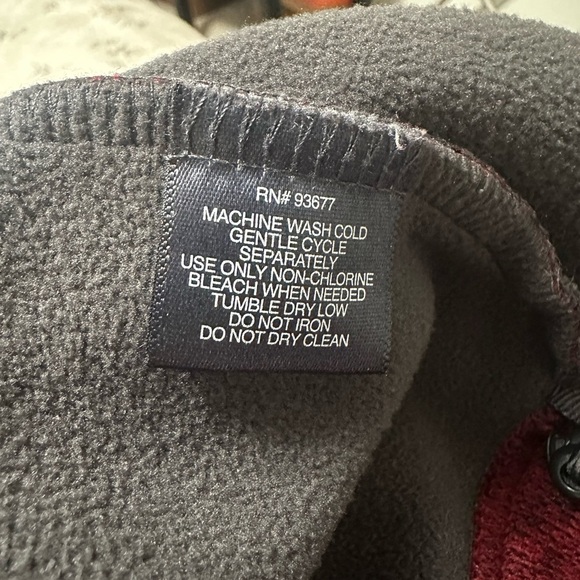 RN# 93677
MACHINE WASH COLD
GENTLE CYCLE
SEPARATELY
USE ONLY NON-CHLORINE
BLEACH WHEN NEEDED
TUMBLE DRY LOW
DO NOT IRON
DO NOT DRY CLEAN